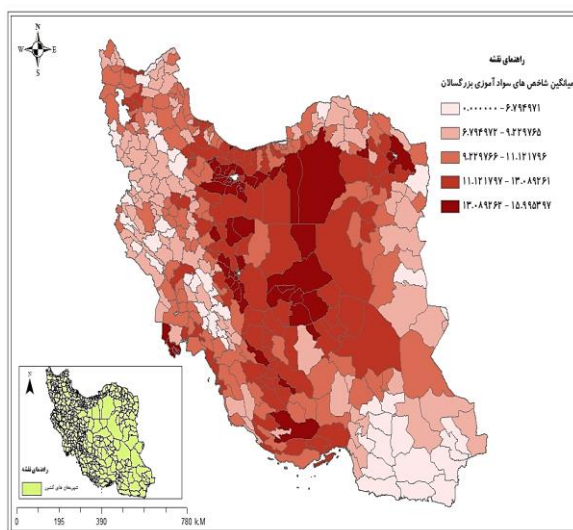 N
W E
S
راهنمای نقشه
میانگین شاخص های سواد آموزی بزرگسالان
۰.۰۰۰۰۰۰ - ۶.۷۹۴۹۷۱
۶.۷۹۴۹۷۲ - ۹.۲۲۹۷۶۵
۹.۲۲۹۷۶۶ - ۱۱.۱۲۱۷۹۶
۱۱.۱۲۱۷۹۷ - ۱۳.۰۸۹۲۶۱
۱۳.۰۸۹۲۶۲ - ۱۵.۹۹۵۳۹۷
N
راهنمای نقشه
شهرستان های کشور
0 195 390 780 k.M